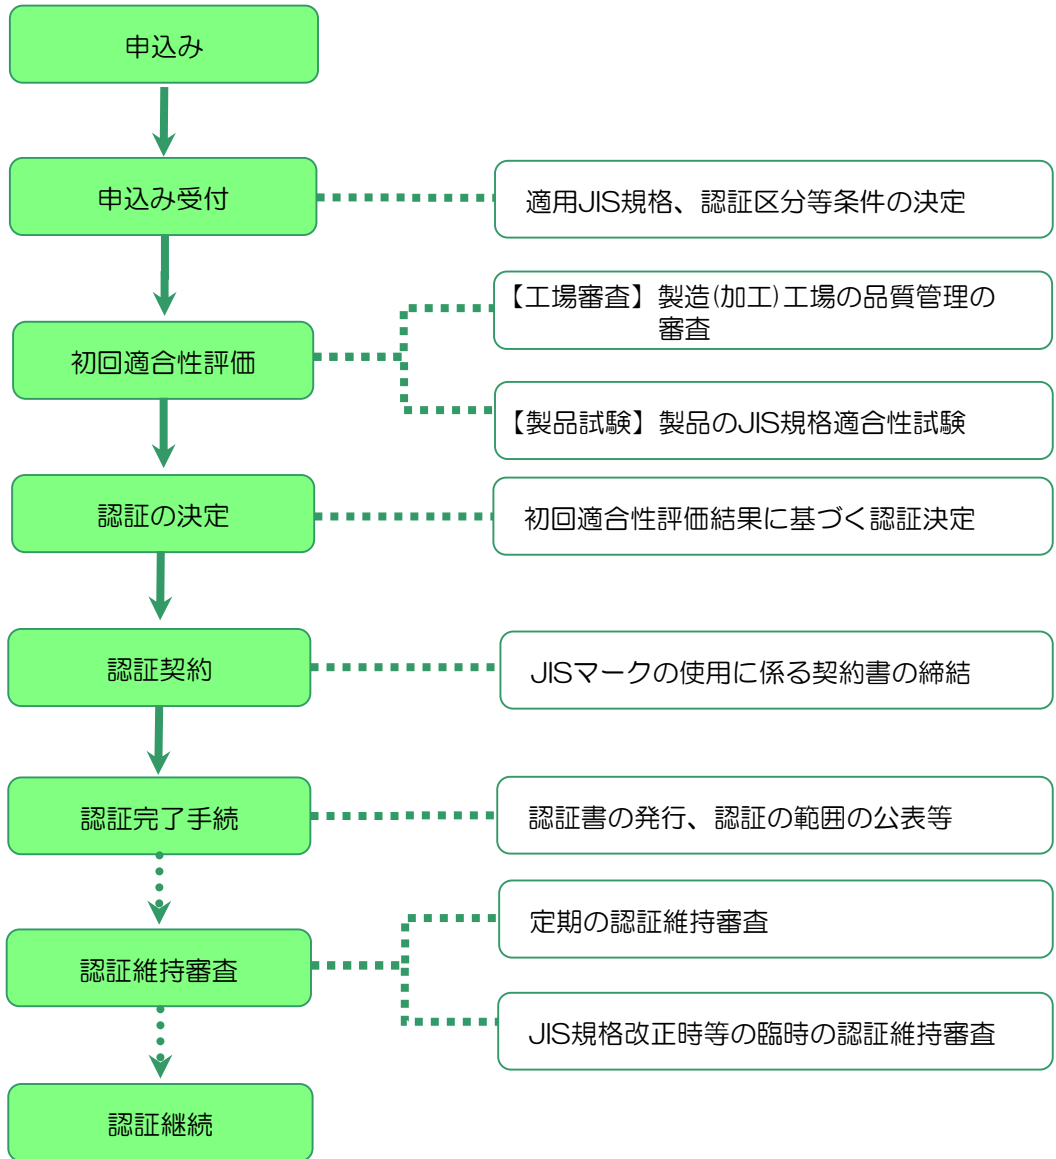 申込み
申込み受付
適用JIS規格、認証区分等条件の決定
初回適合性評価
【工場審査】製造(加工)工場の品質管理の
審査
【製品試験】製品のJIS規格適合性試験
認証の決定
初回適合性評価結果に基づく認証決定
認証契約
JISマークの使用に係る契約書の締結
認証完了手続
認証書の発行、認証の範囲の公表等
認証維持審査
定期の認証維持審査
JIS規格改正時等の臨時の認証維持審査
認証継続